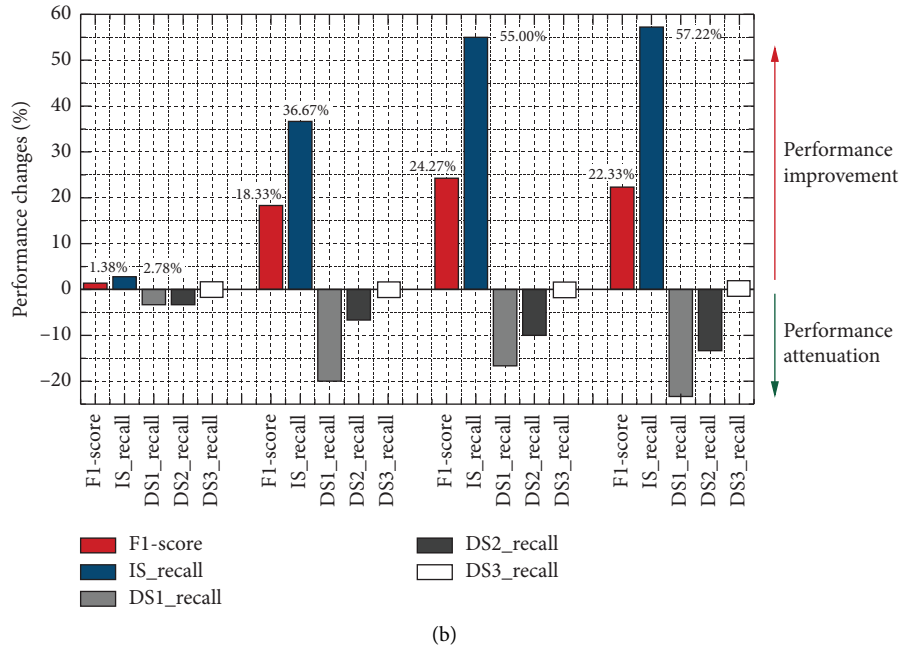 60
50
40
30
20
10
0
−10
−20
Performance changes (%)
1.38%
2.78%
18.33%
36.67%
24.27%
55.00%
22.33%
57.22%
Performance
improvement
Performance
attenuation
F1-score
IS_recall
DS1_recall
DS2_recall
DS3_recall
F1-score
IS_recall
DS1_recall
DS2_recall
DS3_recall
F1-score
IS_recall
DS1_recall
DS2_recall
DS3_recall
F1-score
IS_recall
DS1_recall
DS2_recall
DS3_recall
F1-score
IS_recall
DS1_recall
DS2_recall
DS3_recall
(b)